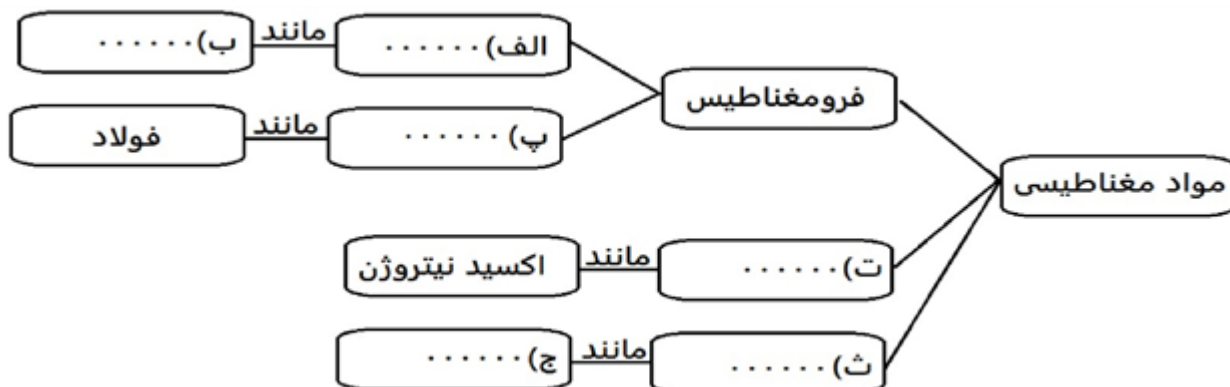 مواد مغناطیسی
فرومغناطیس
الف) ......
مانند
ب) ......
پ) ......
مانند
فولاد
ت) ......
مانند
اکسید نیتروژن
ث) ......
مانند
ج) ......